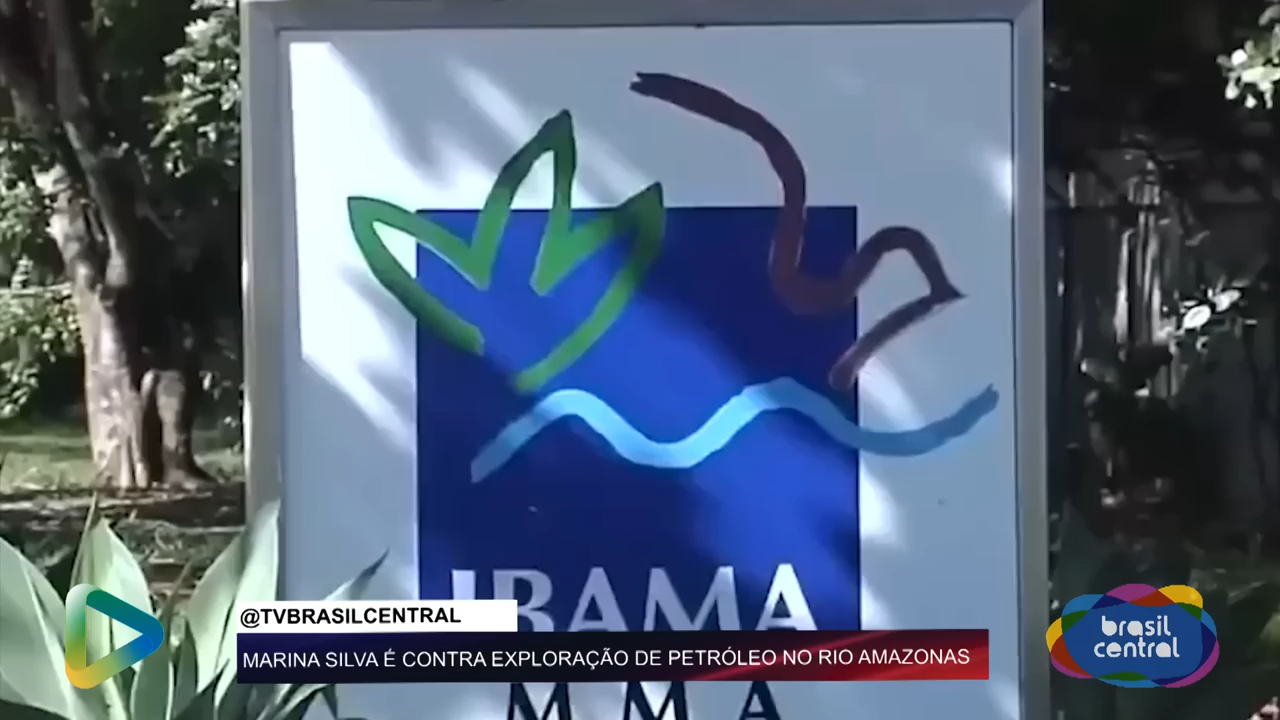 IBAMA
@TVBRASILCENTRAL
MARINA SILVA É CONTRA EXPLORAÇÃO DE PETRÓLEO NO RIO AMAZONAS
MMA
brasil
central